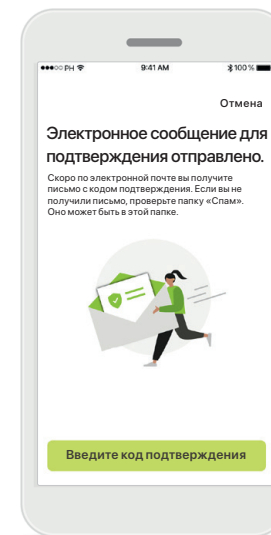 PH 9:41 AM 100%
Отмена
Электронное сообщение для
подтверждения отправлено.
Скоро по электронной почте вы получите
письмо с кодом подтверждения. Если вы не
получили письмо, проверьте папку «Спам».
Оно может быть в этой папке.
Введите код подтверждения